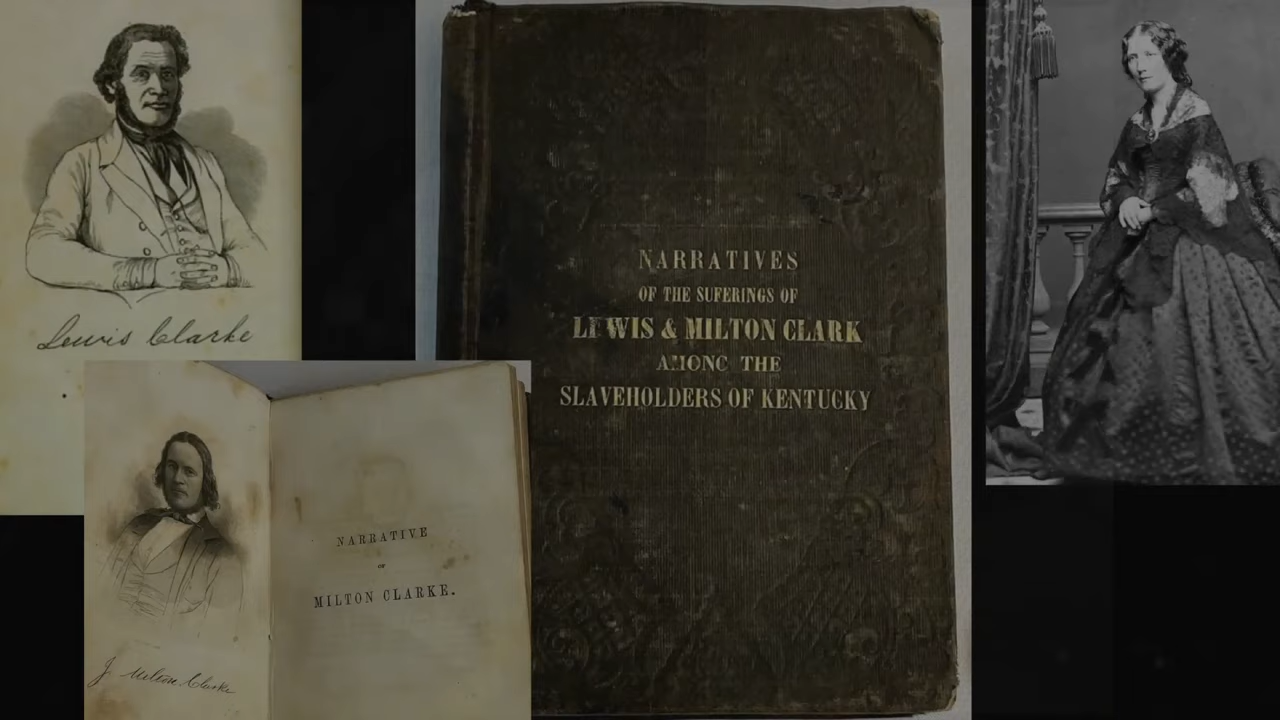 Lewis Clarke
NARRATIVES
OF THE SUFERINGS OF
LEWIS & MILTON CLARK
AMONG THE
SLAVEHOLDERS OF KENTUCKY
NARRATIVE
OF
MILTON CLARKE.
J Milton Clarke